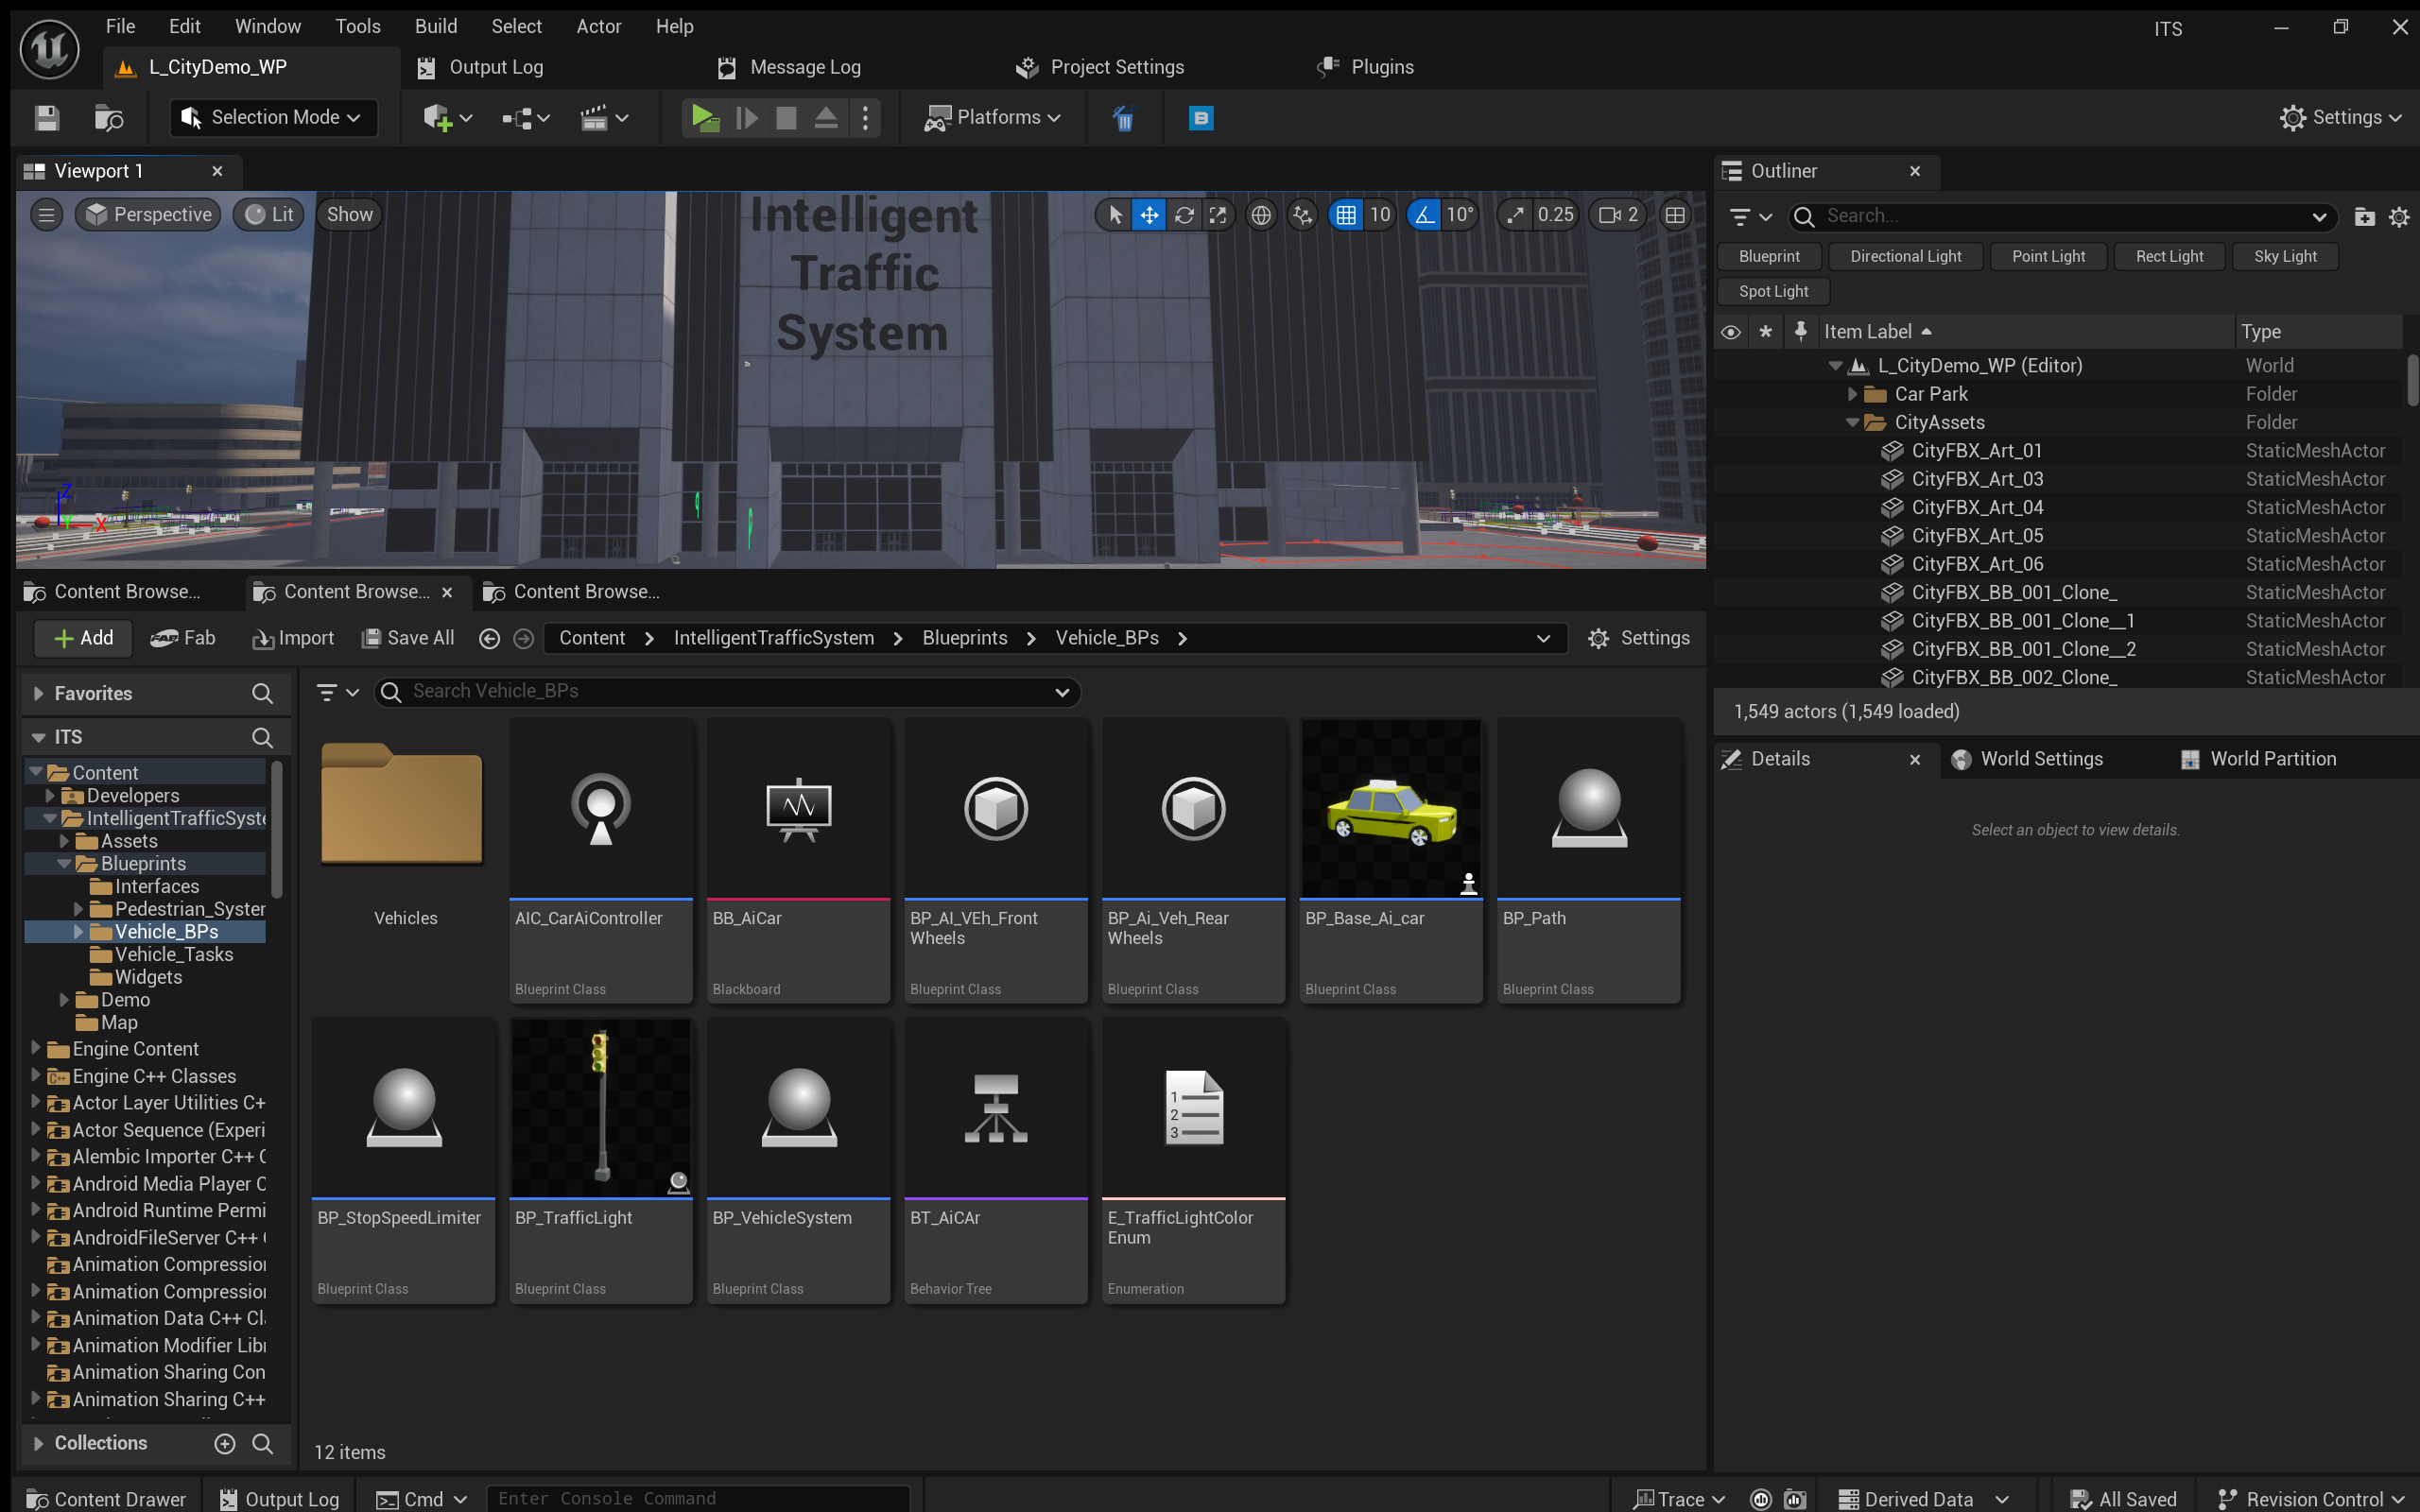 File Edit Window Tools Build Select Actor Help ITS
L_CityDemo_WP Output Log Message Log Project Settings Plugins
Selection Mode Platforms Settings
Viewport 1
Perspective Lit Show 10 10° 0.25 2
Intelligent
Traffic
System
Z
Y
X
Outliner
Search...
Blueprint Directional Light Point Light Rect Light Sky Light
Spot Light
Item Label Type
L_CityDemo_WP (Editor) World
Car Park Folder
CityAssets Folder
CityFBX_Art_01 StaticMeshActor
CityFBX_Art_03 StaticMeshActor
CityFBX_Art_04 StaticMeshActor
CityFBX_Art_05 StaticMeshActor
CityFBX_Art_06 StaticMeshActor
CityFBX_BB_001_Clone_ StaticMeshActor
CityFBX_BB_001_Clone__1 StaticMeshActor
CityFBX_BB_001_Clone__2 StaticMeshActor
CityFBX_BB_002_Clone_ StaticMeshActor
1,549 actors (1,549 loaded)
Details World Settings World Partition
Select an object to view details.
Content Browse... Content Browse... Content Browse...
Add Fab Import Save All Content IntelligentTrafficSystem Blueprints Vehicle_BPs Settings
Favorites
ITS
Content
Developers
IntelligentTrafficSyste
Assets
Blueprints
Interfaces
Pedestrian_System
Vehicle_BPs
Vehicle_Tasks
Widgets
Demo
Map
Engine Content
Engine C++ Classes
Actor Layer Utilities C+
Actor Sequence (Experi
Alembic Importer C++ C
Android Media Player C
Android Runtime Permi
AndroidFileServer C++
Animation Compression
Animation Compression
Animation Data C++ Cl
Animation Modifier Lib
Animation Sharing Con
Animation Sharing C++
Collections
Search Vehicle_BPs
Vehicles
AIC_CarAiController
Blueprint Class
BB_AiCar
Blackboard
BP_AI_VEh_Front
Wheels
Blueprint Class
BP_Ai_Veh_Rear
Wheels
Blueprint Class
BP_Base_Ai_car
Blueprint Class
BP_Path
Blueprint Class
BP_StopSpeedLimiter
Blueprint Class
BP_TrafficLight
Blueprint Class
BP_VehicleSystem
Blueprint Class
BT_AiCAr
Behavior Tree
1
2
3
E_TrafficLightColor
Enum
Enumeration
12 items
Content Drawer Output Log Cmd Enter Console Command Trace Derived Data All Saved Revision Control